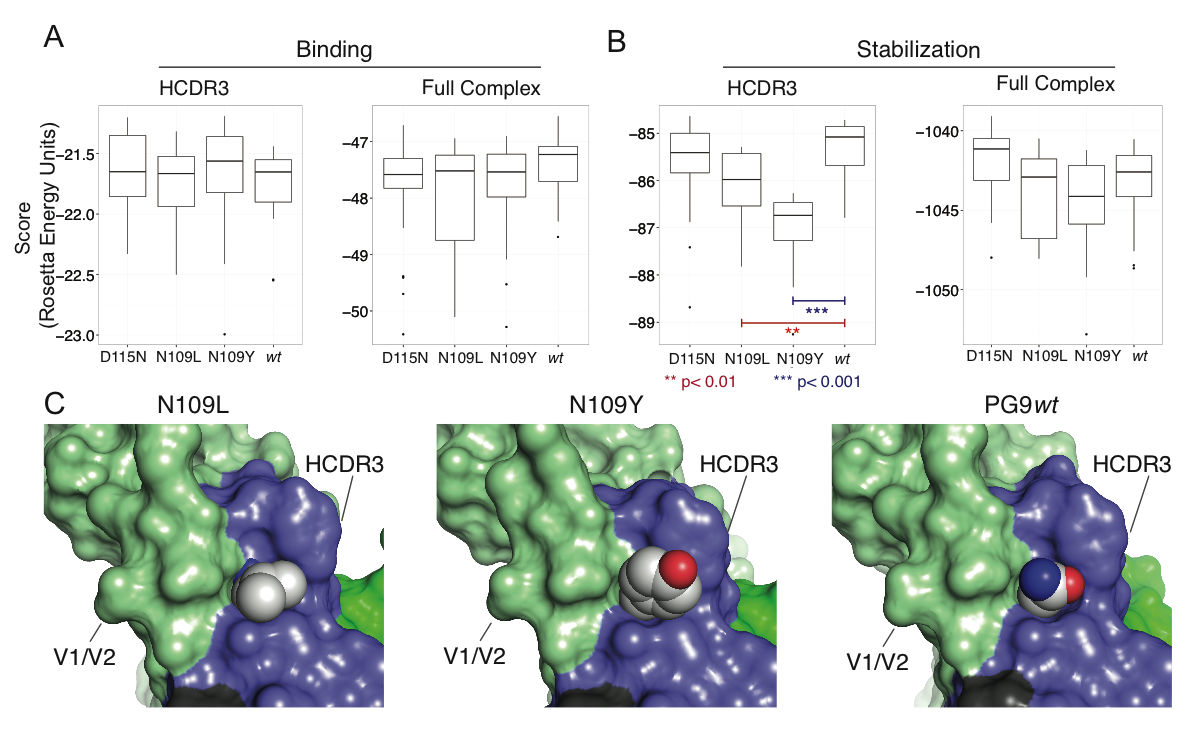 A
Binding
B
Stabilization
HCDR3
Full Complex
HCDR3
Full Complex
Score
(Rosetta Energy Units)
−21.5
−22.0
−22.5
−23.0
D115N N109L N109Y wt
−47
−48
−49
−50
D115N N109L N109Y wt
−85
−86
−87
−88
−89
***
**
D115N N109L N109Y wt
** p< 0.01
*** p< 0.001
−1040
−1045
−1050
D115N N109L N109Y wt
C
N109L
N109Y
PG9wt
HCDR3
HCDR3
HCDR3
V1/V2
V1/V2
V1/V2